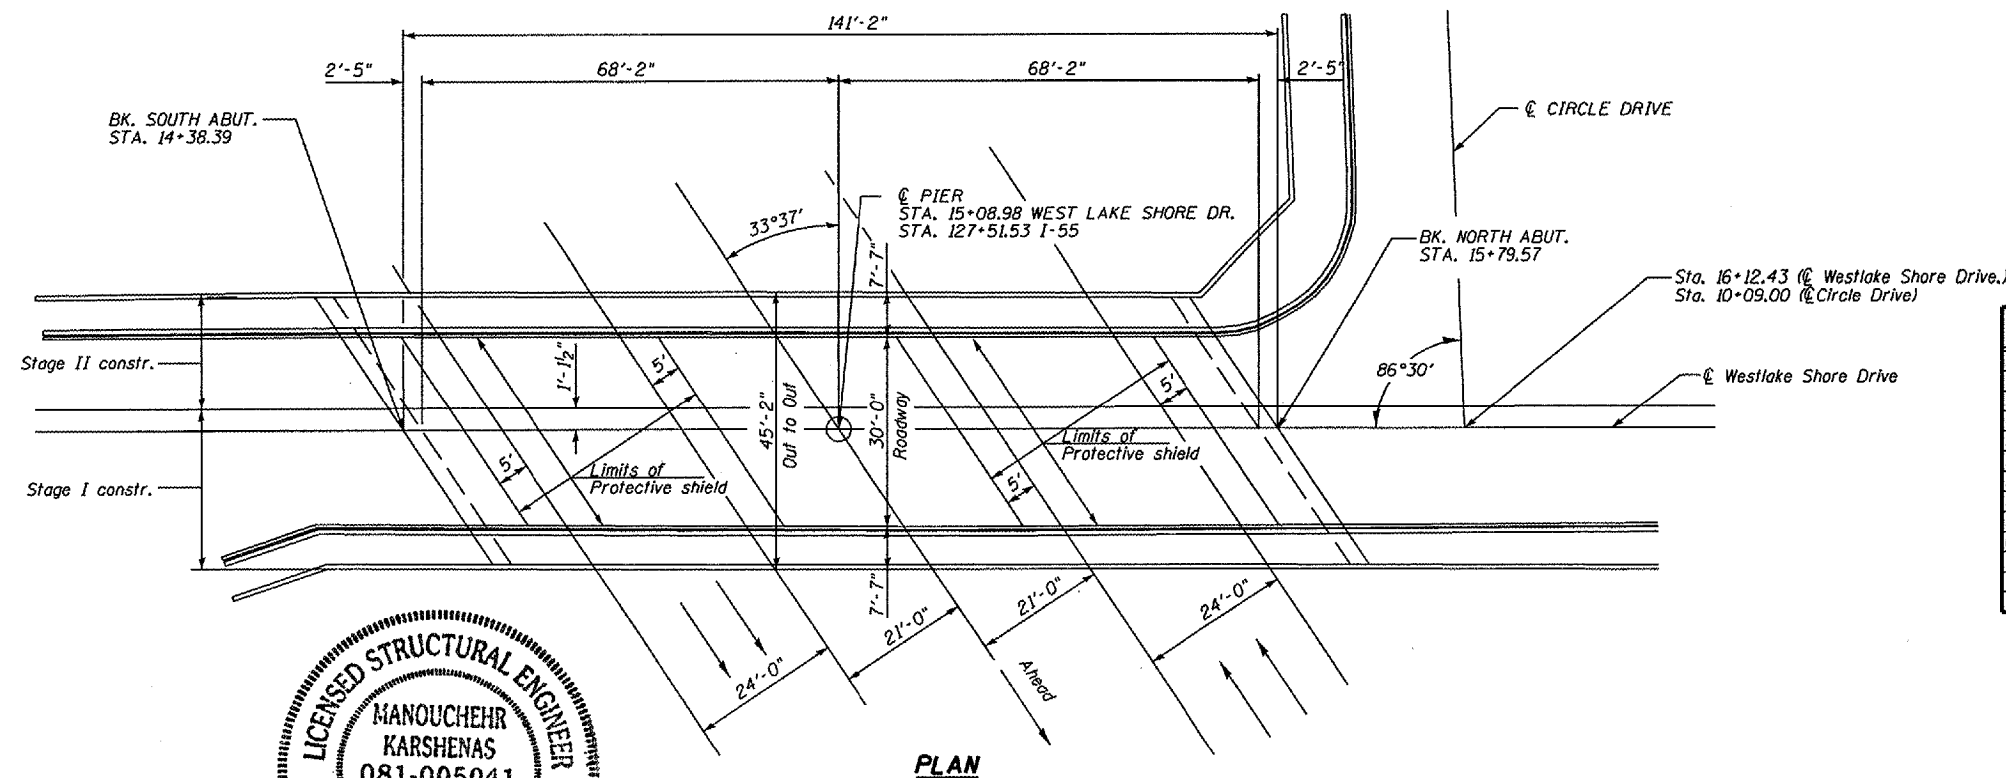 141'-2"
2'-5"
68'-2"
68'-2"
2'-5"
BK. SOUTH ABUT.
STA. 14+38.39
℄ CIRCLE DRIVE
33°37'
℄ PIER
STA. 15+08.98 WEST LAKE SHORE DR.
STA. 127+51.53 I-55
7'-7"
BK. NORTH ABUT.
STA. 15+79.57
Sta. 16+12.43 (℄ Westlake Shore Drive.)
Sta. 10+09.00 (℄ Circle Drive)
Stage II constr.
1'-1½"
5'
45'-2"
Out to Out
30'-0"
Roadway
5'
86°30'
℄ Westlake Shore Drive
Stage I constr.
5'
Limits of
Protective shield
Limits of
Protective shield
5'
7'-7"
24'-0"
21'-0"
21'-0"
24'-0"
Ahead
LICENSED STRUCTURAL ENGINEER
MANOUCHEHR
KARSHENAS
081-005041
PLAN